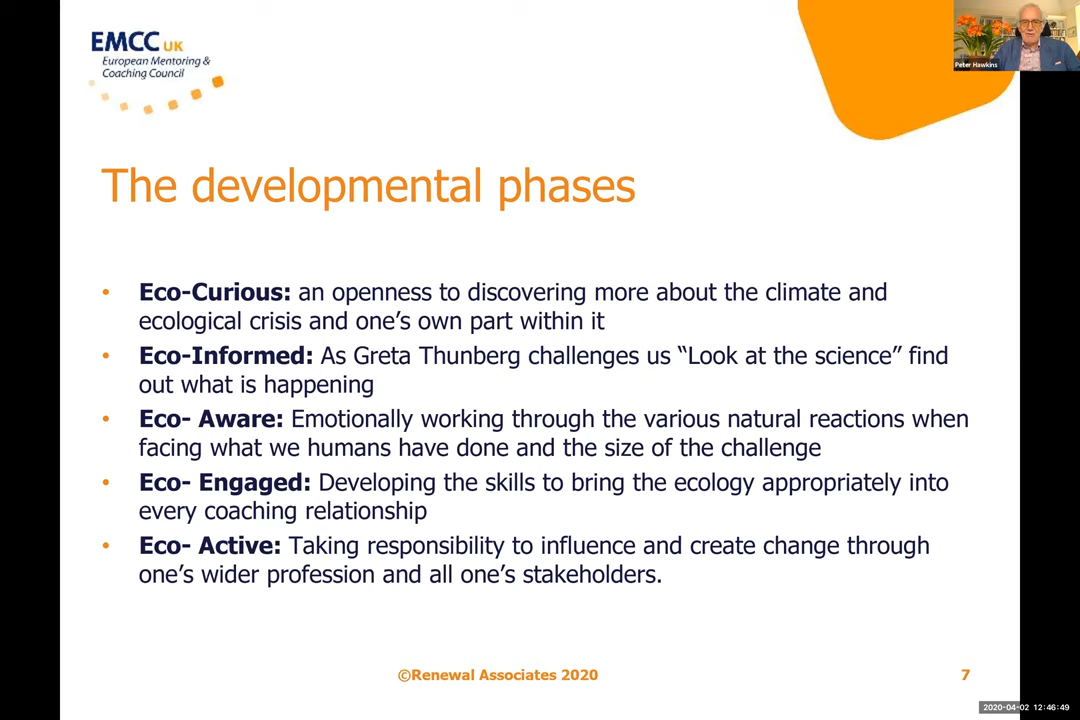 EMCC UK
European Mentoring &
Coaching Council
Peter Hawkins
The developmental phases
• Eco-Curious: an openness to discovering more about the climate and
ecological crisis and one’s own part within it
• Eco-Informed: As Greta Thunberg challenges us “Look at the science” find
out what is happening
• Eco- Aware: Emotionally working through the various natural reactions when
facing what we humans have done and the size of the challenge
• Eco- Engaged: Developing the skills to bring the ecology appropriately into
every coaching relationship
• Eco- Active: Taking responsibility to influence and create change through
one’s wider profession and all one’s stakeholders.
©Renewal Associates 2020
7
2020-04-02 12:46:49